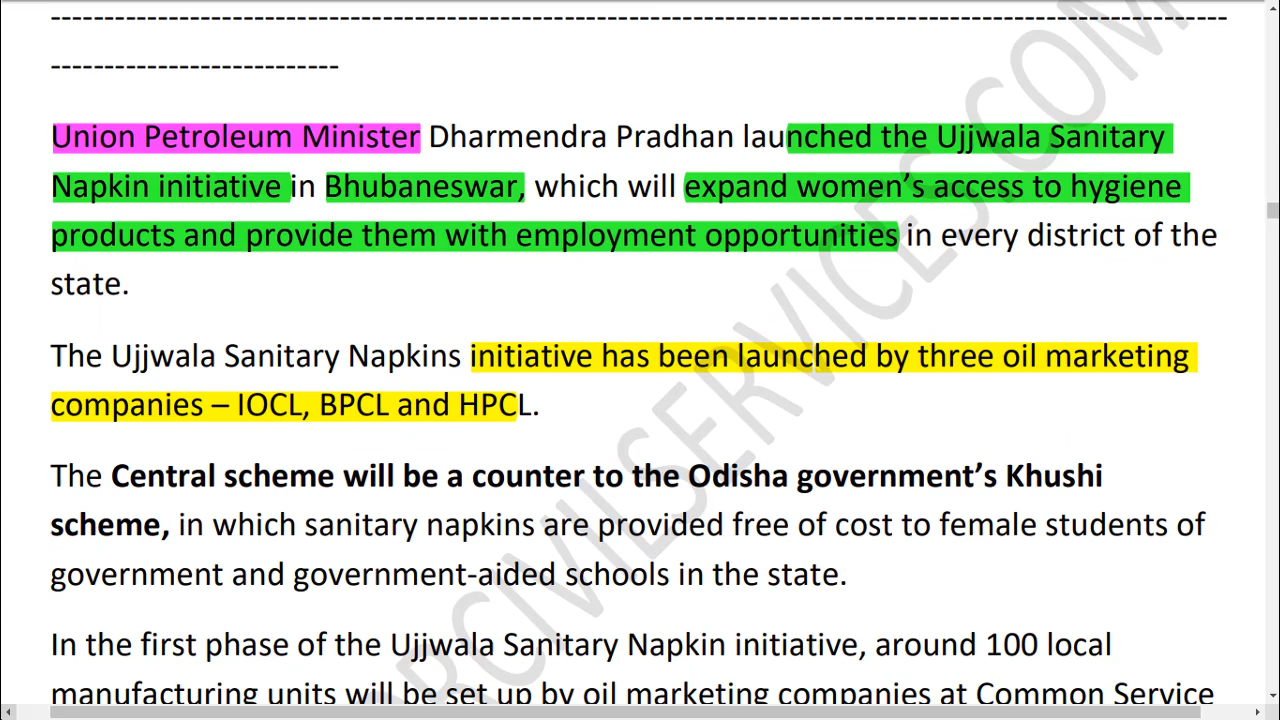 --------------------------------------------------------------------------------------------------------------
---------------------------
Union Petroleum Minister Dharmendra Pradhan launched the Ujjwala Sanitary
Napkin initiative in Bhubaneswar, which will expand women’s access to hygiene
products and provide them with employment opportunities in every district of the
state.
The Ujjwala Sanitary Napkins initiative has been launched by three oil marketing
companies – IOCL, BPCL and HPCL.
The Central scheme will be a counter to the Odisha government’s Khushi
scheme, in which sanitary napkins are provided free of cost to female students of
government and government-aided schools in the state.
In the first phase of the Ujjwala Sanitary Napkin initiative, around 100 local
manufacturing units will be set up by oil marketing companies at Common Service
ARCIVILSERVICES.COM